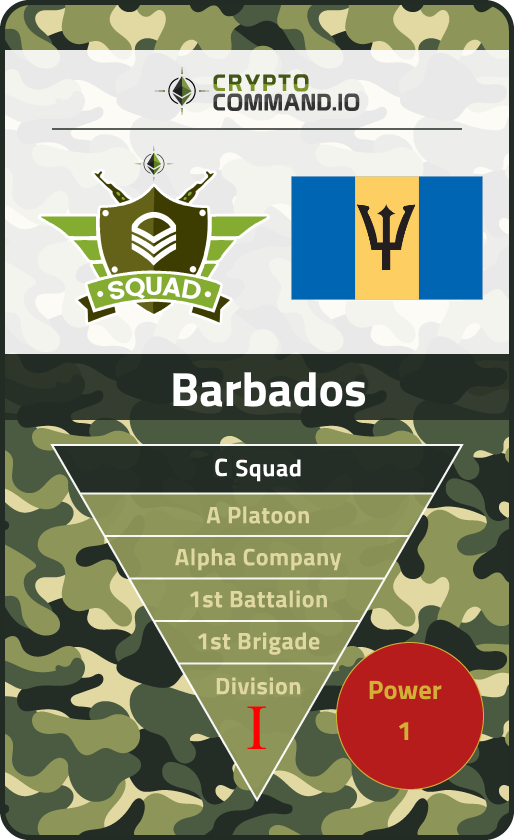 CRYPTO
COMMAND.IO
SQUAD
Barbados
C Squad
A Platoon
Alpha Company
1st Battalion
1st Brigade
Division
I
Power
1